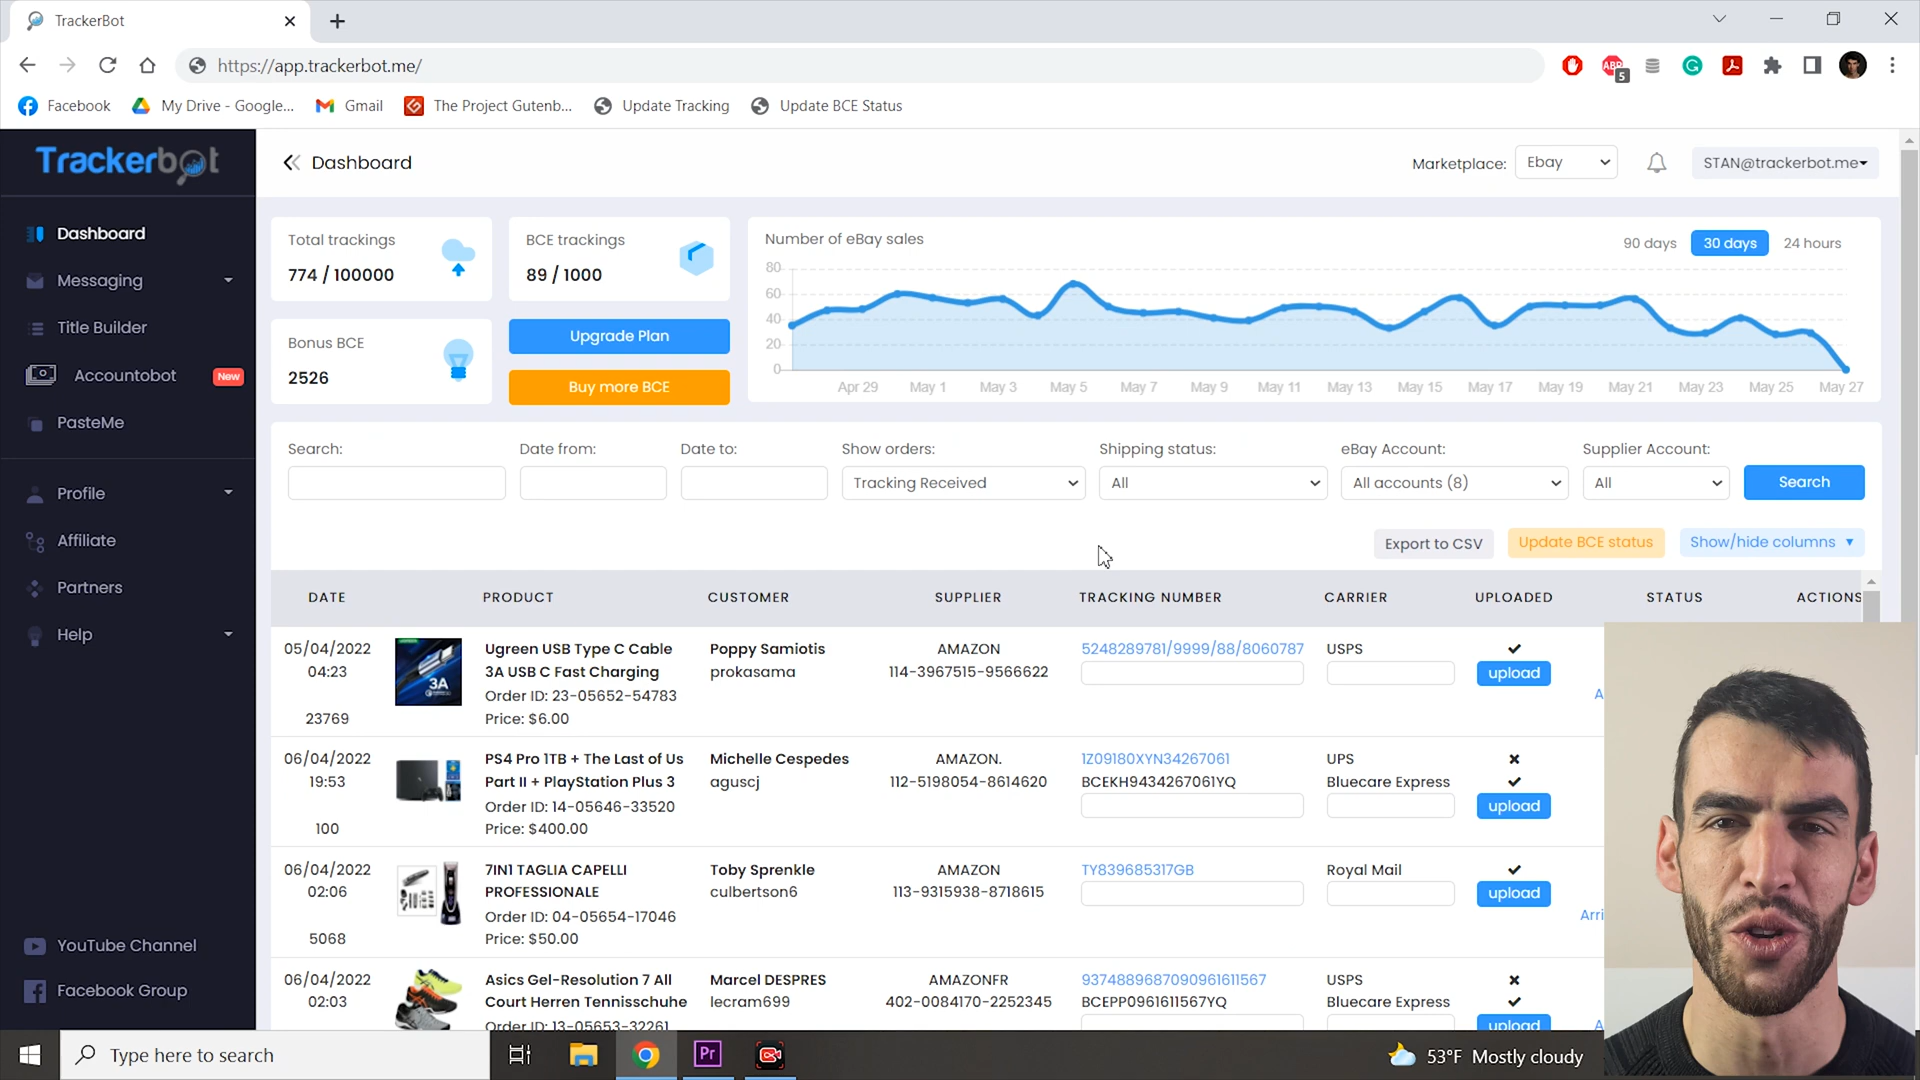 TrackerBot
https://app.trackerbot.me/
ABP
5
Facebook
My Drive - Google...
Gmail
The Project Gutenb...
Update Tracking
Update BCE Status
Trackerbot
Dashboard
Messaging
Title Builder
Accountobot
New
PasteMe
Profile
Affiliate
Partners
Help
YouTube Channel
Facebook Group
Dashboard
Marketplace:
Ebay
STAN@trackerbot.me
Total trackings
774 / 100000
BCE trackings
89 / 1000
Bonus BCE
2526
Upgrade Plan
Buy more BCE
Number of eBay sales
90 days
30 days
24 hours
80
60
40
20
0
Apr 29 May 1 May 3 May 5 May 7 May 9 May 11 May 13 May 15 May 17 May 19 May 21 May 23 May 25 May 27
Search:
Date from:
Date to:
Show orders:
Tracking Received
Shipping status:
All
eBay Account:
All accounts (8)
Supplier Account:
All
Search
Export to CSV
Update BCE status
Show/hide columns
DATE PRODUCT CUSTOMER SUPPLIER TRACKING NUMBER CARRIER UPLOADED STATUS ACTIONS
05/04/2022
04:23
23769
3A
Ugreen USB Type C Cable
3A USB C Fast Charging
Order ID: 23-05652-54783
Price: $6.00
Poppy Samiotis
prokasama
AMAZON
114-3967515-9566622
5248289781/9999/88/8060787
USPS
upload
A
06/04/2022
19:53
100
PS4 Pro 1TB + The Last of Us
Part II + PlayStation Plus 3
Order ID: 14-05646-33520
Price: $400.00
Michelle Cespedes
aguscj
AMAZON.
112-5198054-8614620
1Z09180XYN34267061
BCEKH9434267061YQ
UPS
Bluecare Express
upload
06/04/2022
02:06
5068
7IN1 TAGLIA CAPELLI
PROFESSIONALE
Order ID: 04-05654-17046
Price: $50.00
Toby Sprenkle
culbertson6
AMAZON
113-9315938-8718615
TY839685317GB
Royal Mail
upload
Arri
06/04/2022
02:03
Asics Gel-Resolution 7 All
Court Herren Tennisschuhe
Order ID: 13-05653-32261
Marcel DESPRES
lecram699
AMAZONFR
402-0084170-2252345
9374889687090961611567
BCEPP0961611567YQ
USPS
Bluecare Express
upload
A
Type here to search
Pr
53°F Mostly cloudy